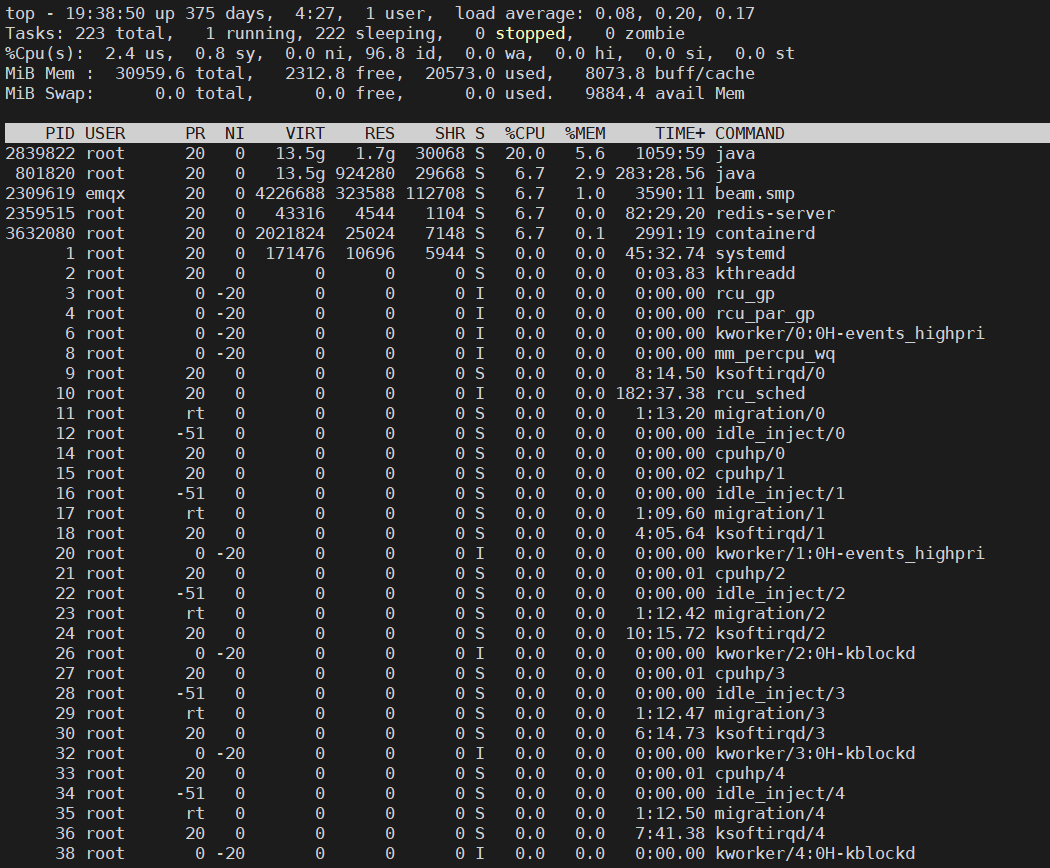 top - 19:38:50 up 375 days,  4:27,  1 user,  load average: 0.08, 0.20, 0.17
Tasks: 223 total,   1 running, 222 sleeping,   0 stopped,   0 zombie
%Cpu(s):  2.4 us,  0.8 sy,  0.0 ni, 96.8 id,  0.0 wa,  0.0 hi,  0.0 si,  0.0 st
MiB Mem :  30959.6 total,   2312.8 free,  20573.0 used,   8073.8 buff/cache
MiB Swap:      0.0 total,      0.0 free,      0.0 used.   9884.4 avail Mem
    PID USER      PR  NI    VIRT    RES    SHR S  %CPU  %MEM     TIME+ COMMAND
2839822 root      20   0   13.5g   1.7g  30068 S  20.0   5.6   1059:59 java
 801820 root      20   0   13.5g 924280  29668 S   6.7   2.9 283:28.56 java
2309619 emqx      20   0 4226688 323588 112708 S   6.7   1.0   3590:11 beam.smp
2359515 root      20   0   43316   4544   1104 S   6.7   0.0  82:29.20 redis-server
3632080 root      20   0 2021824  25024   7148 S   6.7   0.1   2991:19 containerd
      1 root      20   0  171476  10696   5944 S   0.0   0.0  45:32.74 systemd
      2 root      20   0       0      0      0 S   0.0   0.0   0:03.83 kthreadd
      3 root       0 -20       0      0      0 I   0.0   0.0   0:00.00 rcu_gp
      4 root       0 -20       0      0      0 I   0.0   0.0   0:00.00 rcu_par_gp
      6 root       0 -20       0      0      0 I   0.0   0.0   0:00.00 kworker/0:0H-events_highpri
      8 root       0 -20       0      0      0 I   0.0   0.0   0:00.00 mm_percpu_wq
      9 root      20   0       0      0      0 S   0.0   0.0   8:14.50 ksoftirqd/0
     10 root      20   0       0      0      0 I   0.0   0.0 182:37.38 rcu_sched
     11 root      rt   0       0      0      0 S   0.0   0.0   1:13.20 migration/0
     12 root     -51   0       0      0      0 S   0.0   0.0   0:00.00 idle_inject/0
     14 root      20   0       0      0      0 S   0.0   0.0   0:00.00 cpuhp/0
     15 root      20   0       0      0      0 S   0.0   0.0   0:00.02 cpuhp/1
     16 root     -51   0       0      0      0 S   0.0   0.0   0:00.00 idle_inject/1
     17 root      rt   0       0      0      0 S   0.0   0.0   1:09.60 migration/1
     18 root      20   0       0      0      0 S   0.0   0.0   4:05.64 ksoftirqd/1
     20 root       0 -20       0      0      0 I   0.0   0.0   0:00.00 kworker/1:0H-events_highpri
     21 root      20   0       0      0      0 S   0.0   0.0   0:00.01 cpuhp/2
     22 root     -51   0       0      0      0 S   0.0   0.0   0:00.00 idle_inject/2
     23 root      rt   0       0      0      0 S   0.0   0.0   1:12.42 migration/2
     24 root      20   0       0      0      0 S   0.0   0.0  10:15.72 ksoftirqd/2
     26 root       0 -20       0      0      0 I   0.0   0.0   0:00.00 kworker/2:0H-kblockd
     27 root      20   0       0      0      0 S   0.0   0.0   0:00.01 cpuhp/3
     28 root     -51   0       0      0      0 S   0.0   0.0   0:00.00 idle_inject/3
     29 root      rt   0       0      0      0 S   0.0   0.0   1:12.47 migration/3
     30 root      20   0       0      0      0 S   0.0   0.0   6:14.73 ksoftirqd/3
     32 root       0 -20       0      0      0 I   0.0   0.0   0:00.00 kworker/3:0H-kblockd
     33 root      20   0       0      0      0 S   0.0   0.0   0:00.01 cpuhp/4
     34 root     -51   0       0      0      0 S   0.0   0.0   0:00.00 idle_inject/4
     35 root      rt   0       0      0      0 S   0.0   0.0   1:12.50 migration/4
     36 root      20   0       0      0      0 S   0.0   0.0   7:41.38 ksoftirqd/4
     38 root       0 -20       0      0      0 I   0.0   0.0   0:00.00 kworker/4:0H-kblockd